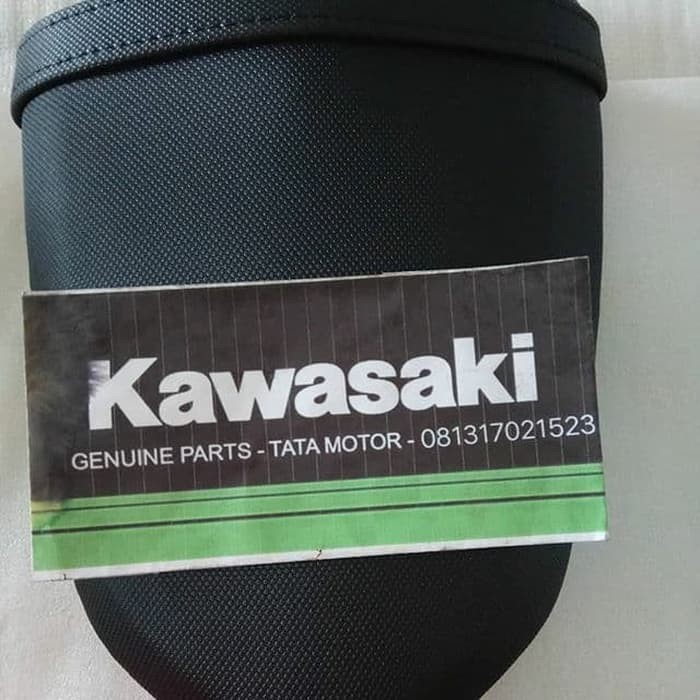 Kawasaki
GENUINE PARTS - TATA MOTOR - 081317021523